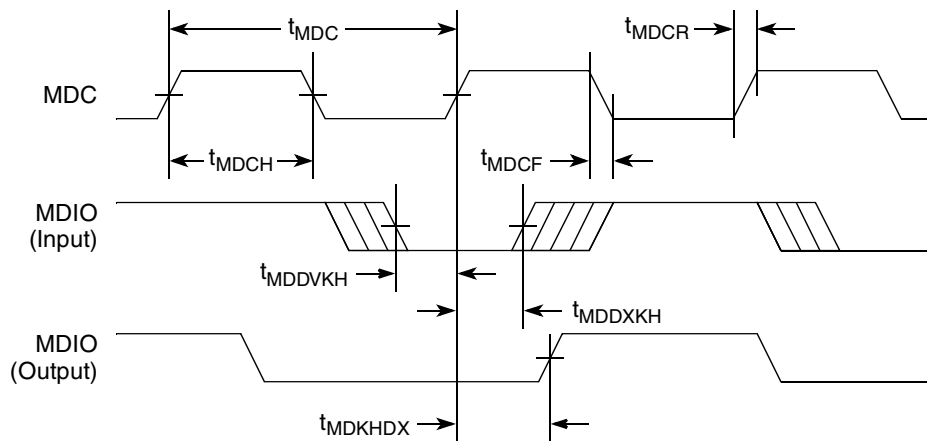 tMDC
tMDCR
MDC
tMDCH
tMDCF
MDIO
(Input)
tMDDVKH
tMDDXKH
MDIO
(Output)
tMDKHDX